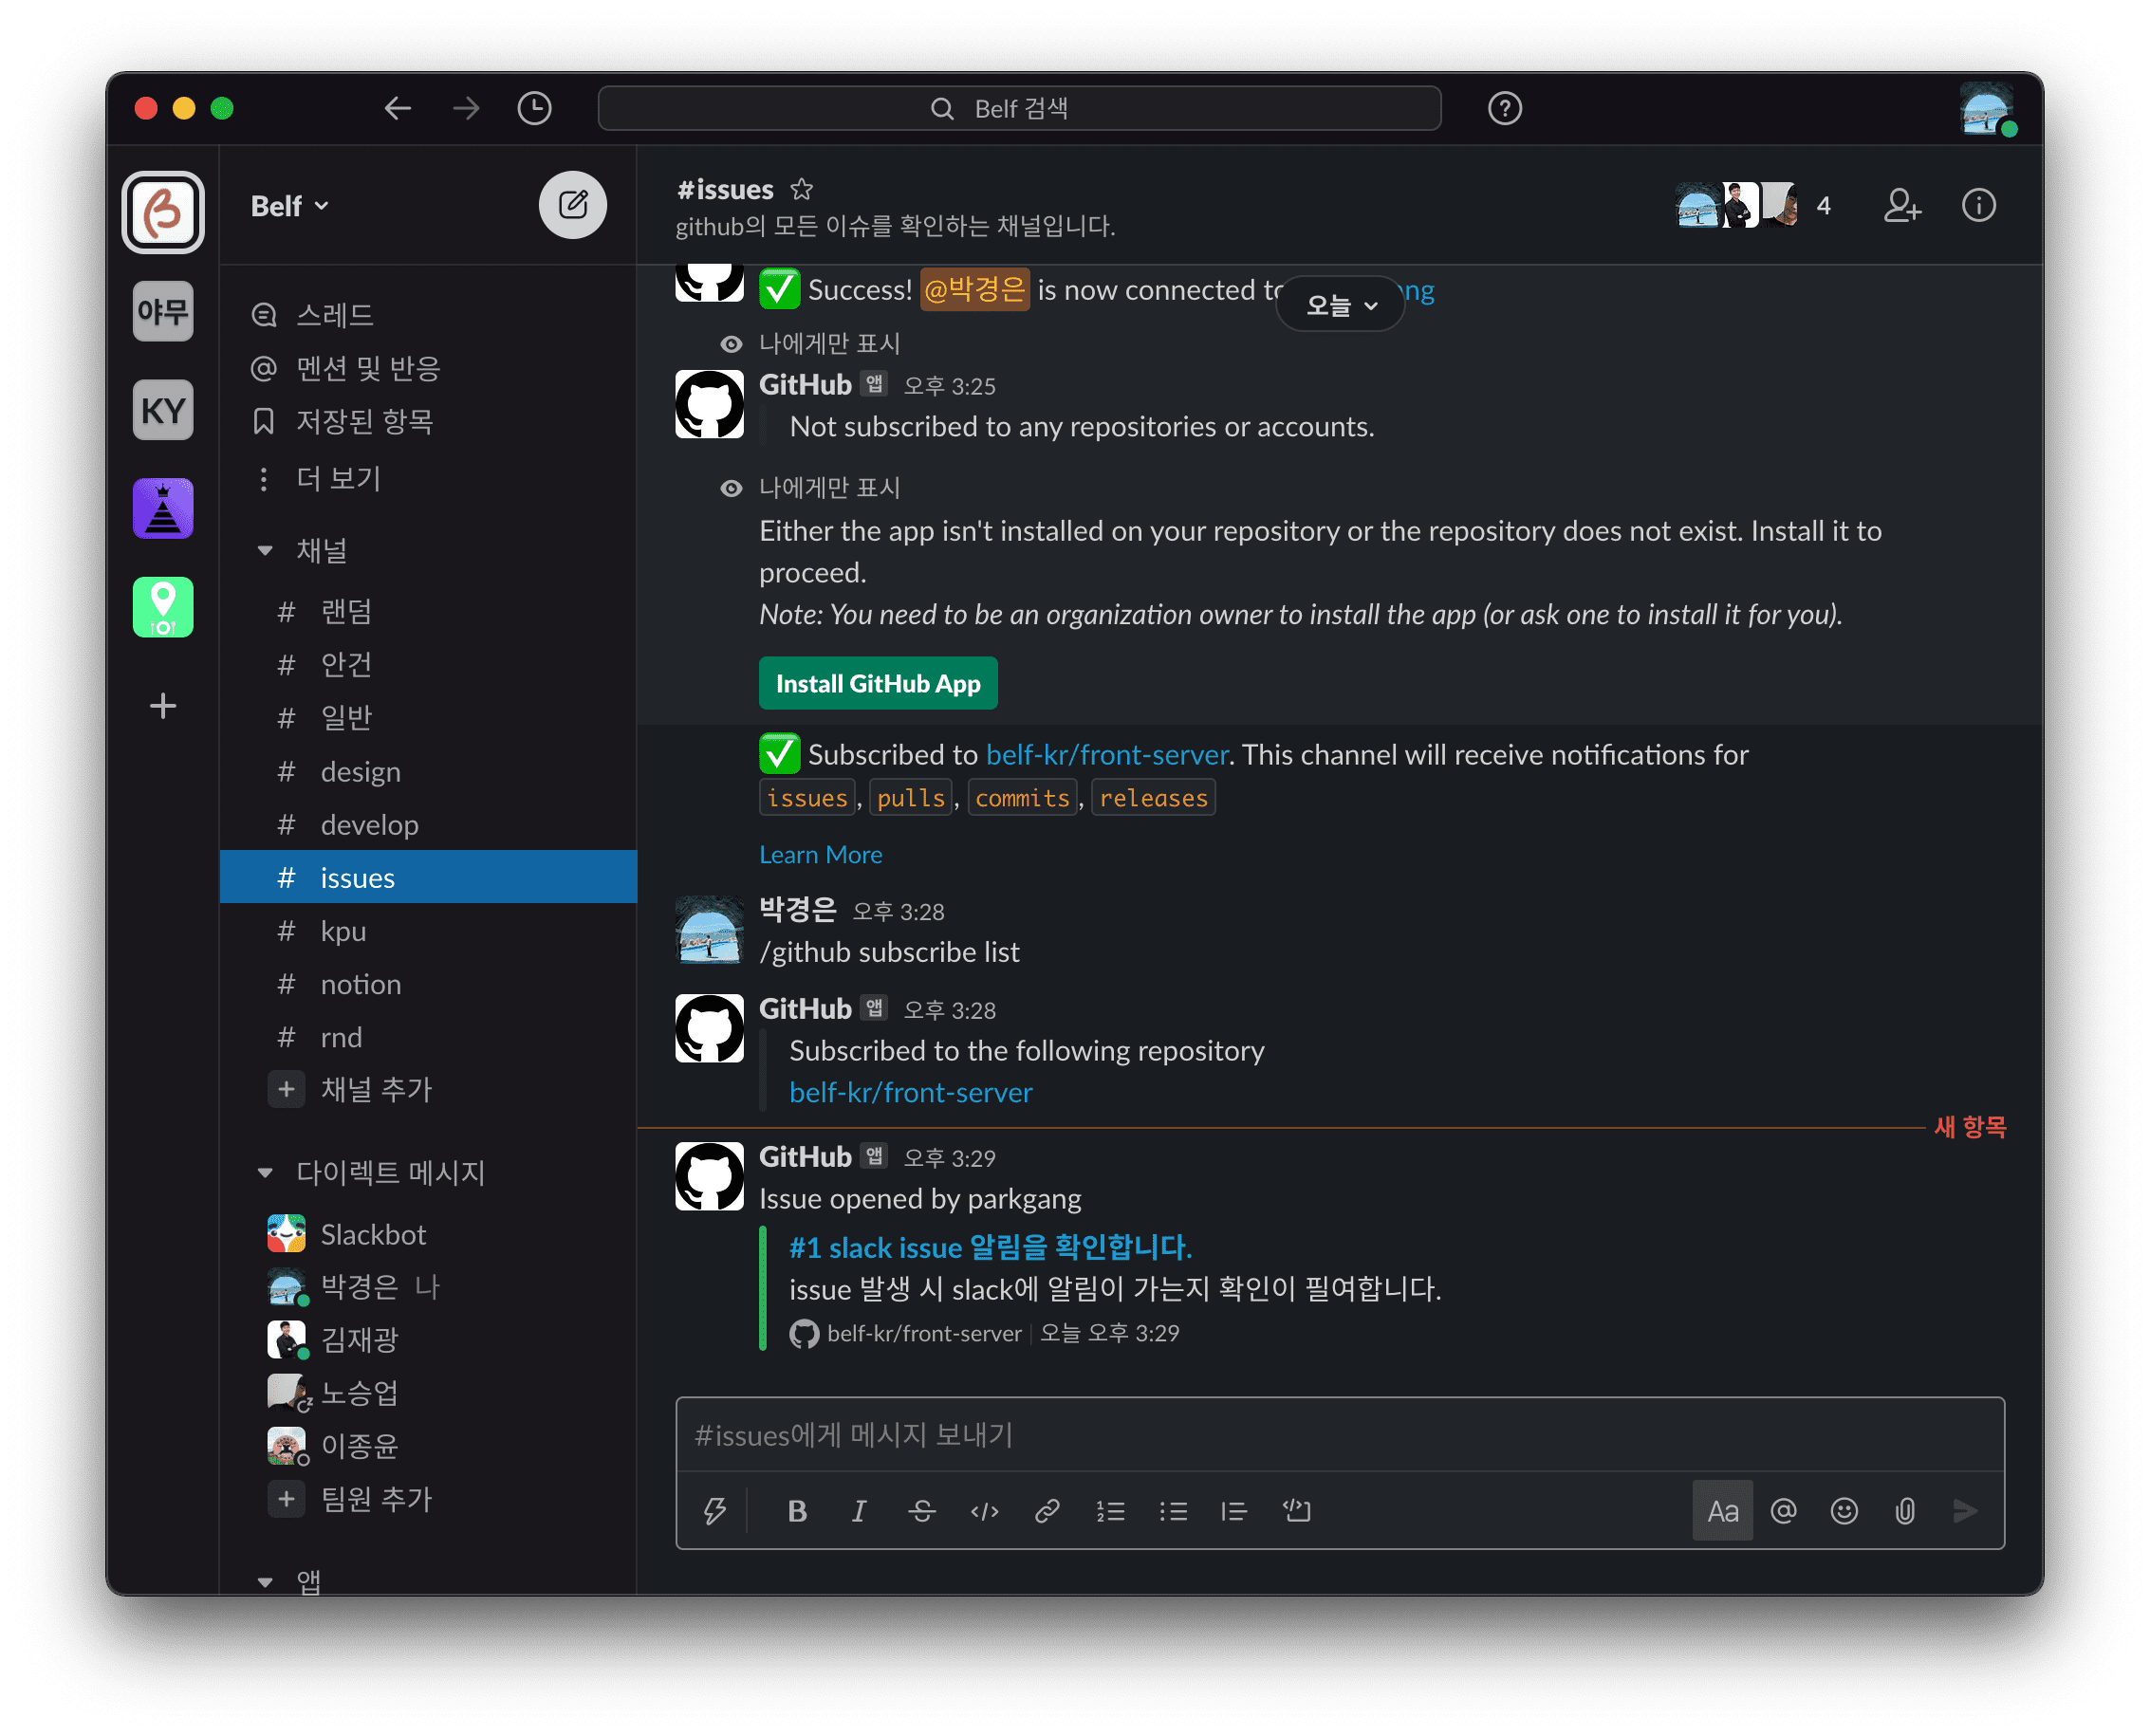 Belf 검색
Belf
야무
KY
스레드
멘션 및 반응
저장된 항목
더 보기
채널
# 랜덤
# 안건
# 일반
# design
# develop
# issues
# kpu
# notion
# rnd
+ 채널 추가
다이렉트 메시지
Slackbot
박경은 나
김재광
노승업
이종윤
+ 팀원 추가
앱
#issues
github의 모든 이슈를 확인하는 채널입니다.
4
Success! @박경은 is now connected to
오늘
나에게만 표시
GitHub 앱 오후 3:25
Not subscribed to any repositories or accounts.
나에게만 표시
Either the app isn't installed on your repository or the repository does not exist. Install it to
proceed.
Note: You need to be an organization owner to install the app (or ask one to install it for you).
Install GitHub App
Subscribed to belf-kr/front-server. This channel will receive notifications for
issues, pulls, commits, releases
Learn More
박경은 오후 3:28
/github subscribe list
GitHub 앱 오후 3:28
Subscribed to the following repository
belf-kr/front-server
새 항목
GitHub 앱 오후 3:29
Issue opened by parkgang
#1 slack issue 알림을 확인합니다.
issue 발생 시 slack에 알림이 가는지 확인이 필여합니다.
belf-kr/front-server | 오늘 오후 3:29
#issues에게 메시지 보내기
B I S Aa @